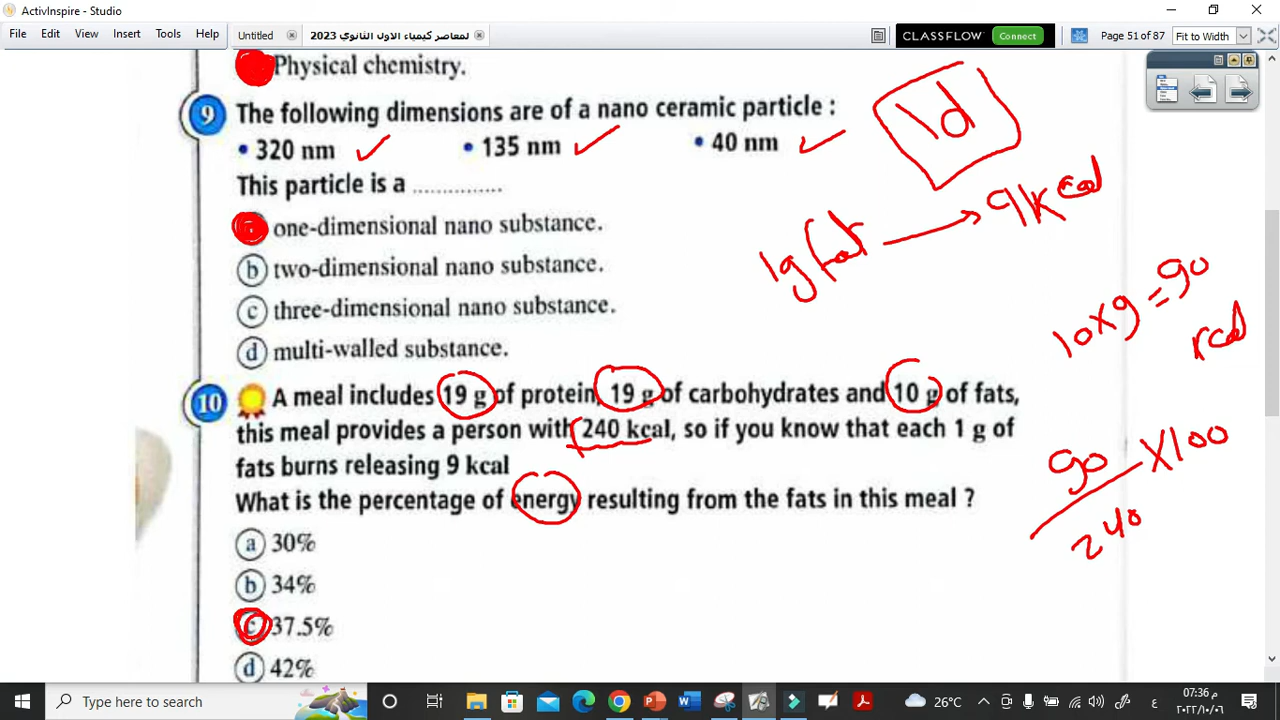 ActivInspire - Studio
File Edit View Insert Tools Help
Untitled
لمعاصر كيمياء الاول الثانوي 2023
CLASSFLOW Connect
Page 51 of 87
Fit to Width
Physical chemistry.
9 The following dimensions are of a nano ceramic particle :
• 320 nm • 135 nm • 40 nm
This particle is a ...............
one-dimensional nano substance.
b two-dimensional nano substance.
c three-dimensional nano substance.
d multi-walled substance.
1d
1g fat → 9/kcal
10x9=90
10 A meal includes 19 g of protein, 19 g of carbohydrates and 10 g of fats,
this meal provides a person with 240 kcal, so if you know that each 1 g of
fats burns releasing 9 kcal
What is the percentage of energy resulting from the fats in this meal ?
a 30%
b 34%
c 37.5%
d 42%
90
X100
240
Type here to search
26°C
ع
07:36 م
٢٠٢٢/١٠/٠٦